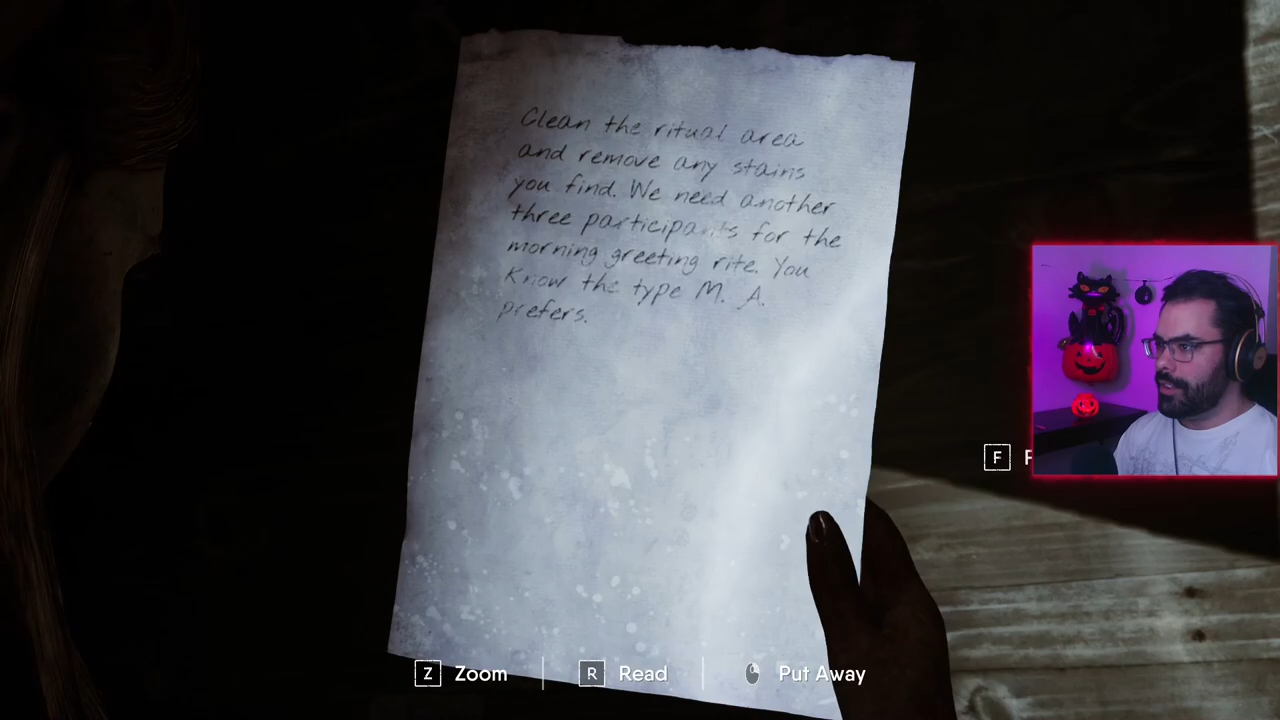 Clean the ritual area
and remove any stains
you find. We need another
three participants for the
morning greeting rite. You
know the type M. A.
prefers.
F
Z Zoom
R Read
Put Away